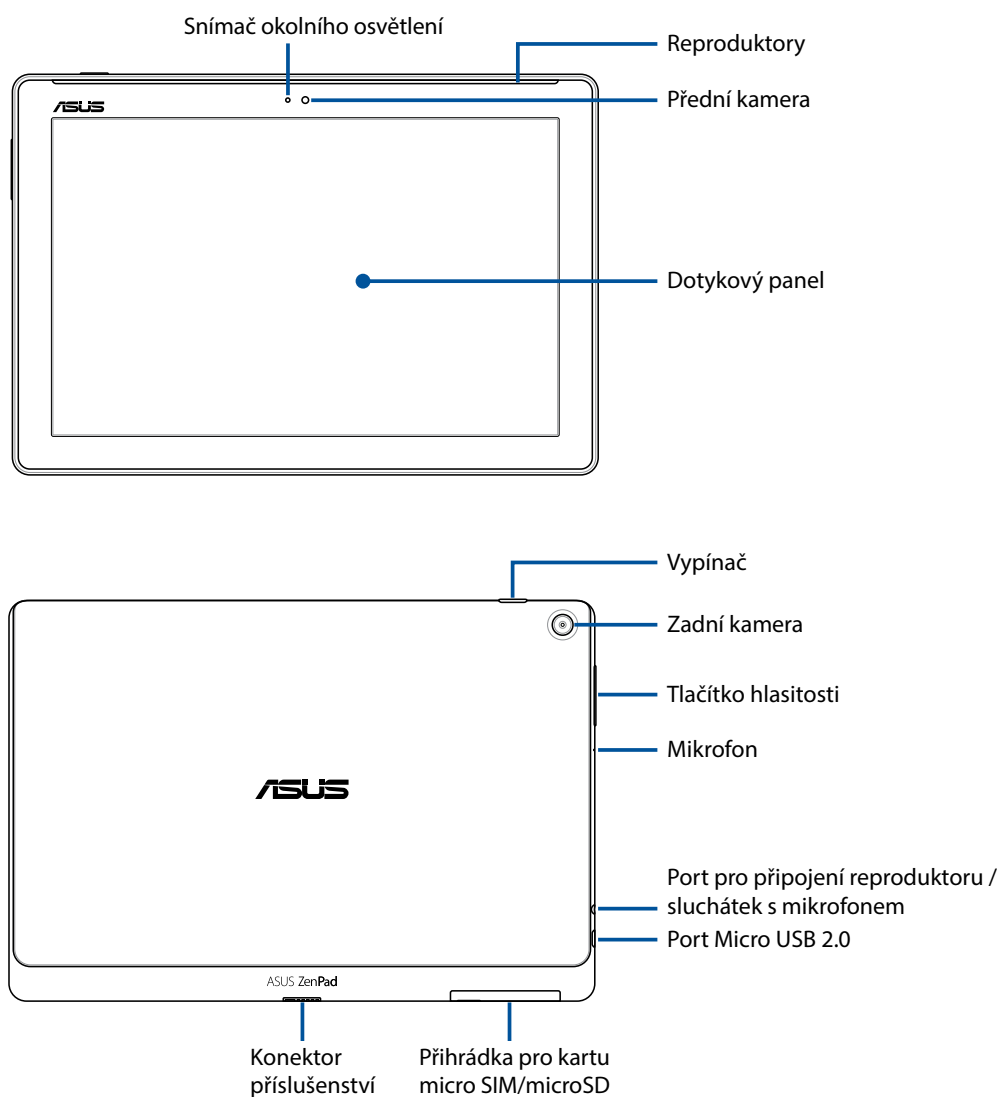 Snímač okolního osvětlení
Reproduktory
ASUS
Přední kamera
Dotykový panel
Vypínač
Zadní kamera
Tlačítko hlasitosti
Mikrofon
ASUS
Port pro připojení reproduktoru /
sluchátek s mikrofonem
Port Micro USB 2.0
ASUS ZenPad
Konektor
příslušenství
Přihrádka pro kartu
micro SIM/microSD